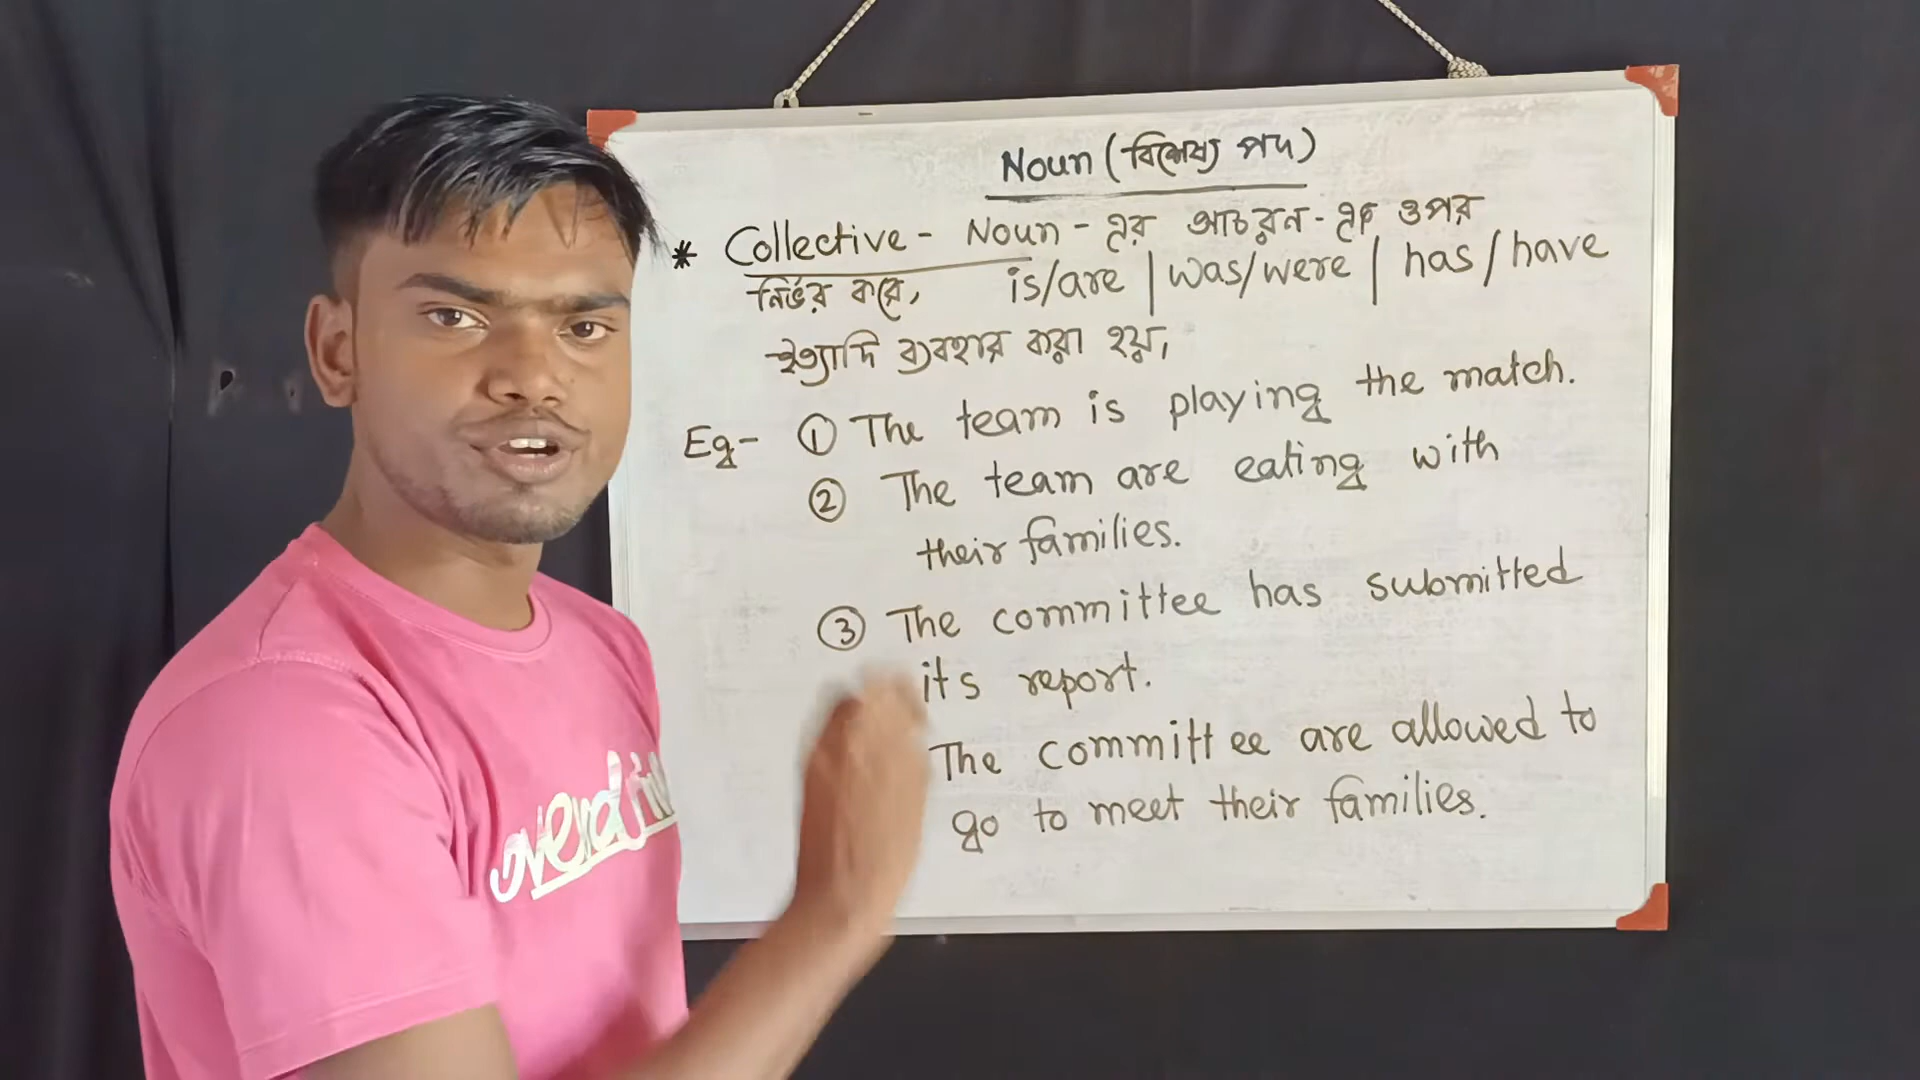 Noun (বিশেষ্য পদ)
* Collective - Noun - এর আচরন - এর ওপর
নির্ভর করে, is/are | was/were | has/have
ইত্যাদি ব্যবহার করা হয়,
Eg- ① The team is playing the match.
② The team are eating with
their families.
③ The committee has submitted
its report.
The committee are allowed to
go to meet their families.